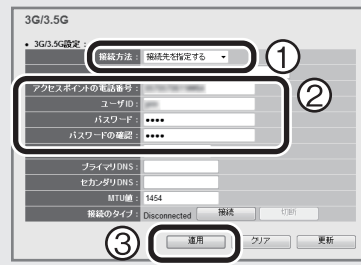 3G/3.5G
• 3G/3.5G設定：
接続方法： 接続先を指定する ①
アクセスポイントの電話番号： ②
ユーザID：
パスワード： ••••
パスワードの確認： ••••
プライマリDNS：
セカンダリDNS：
MTU値： 1454
接続のタイプ： Disconnected 接続 切断
③ 適用 クリア 更新